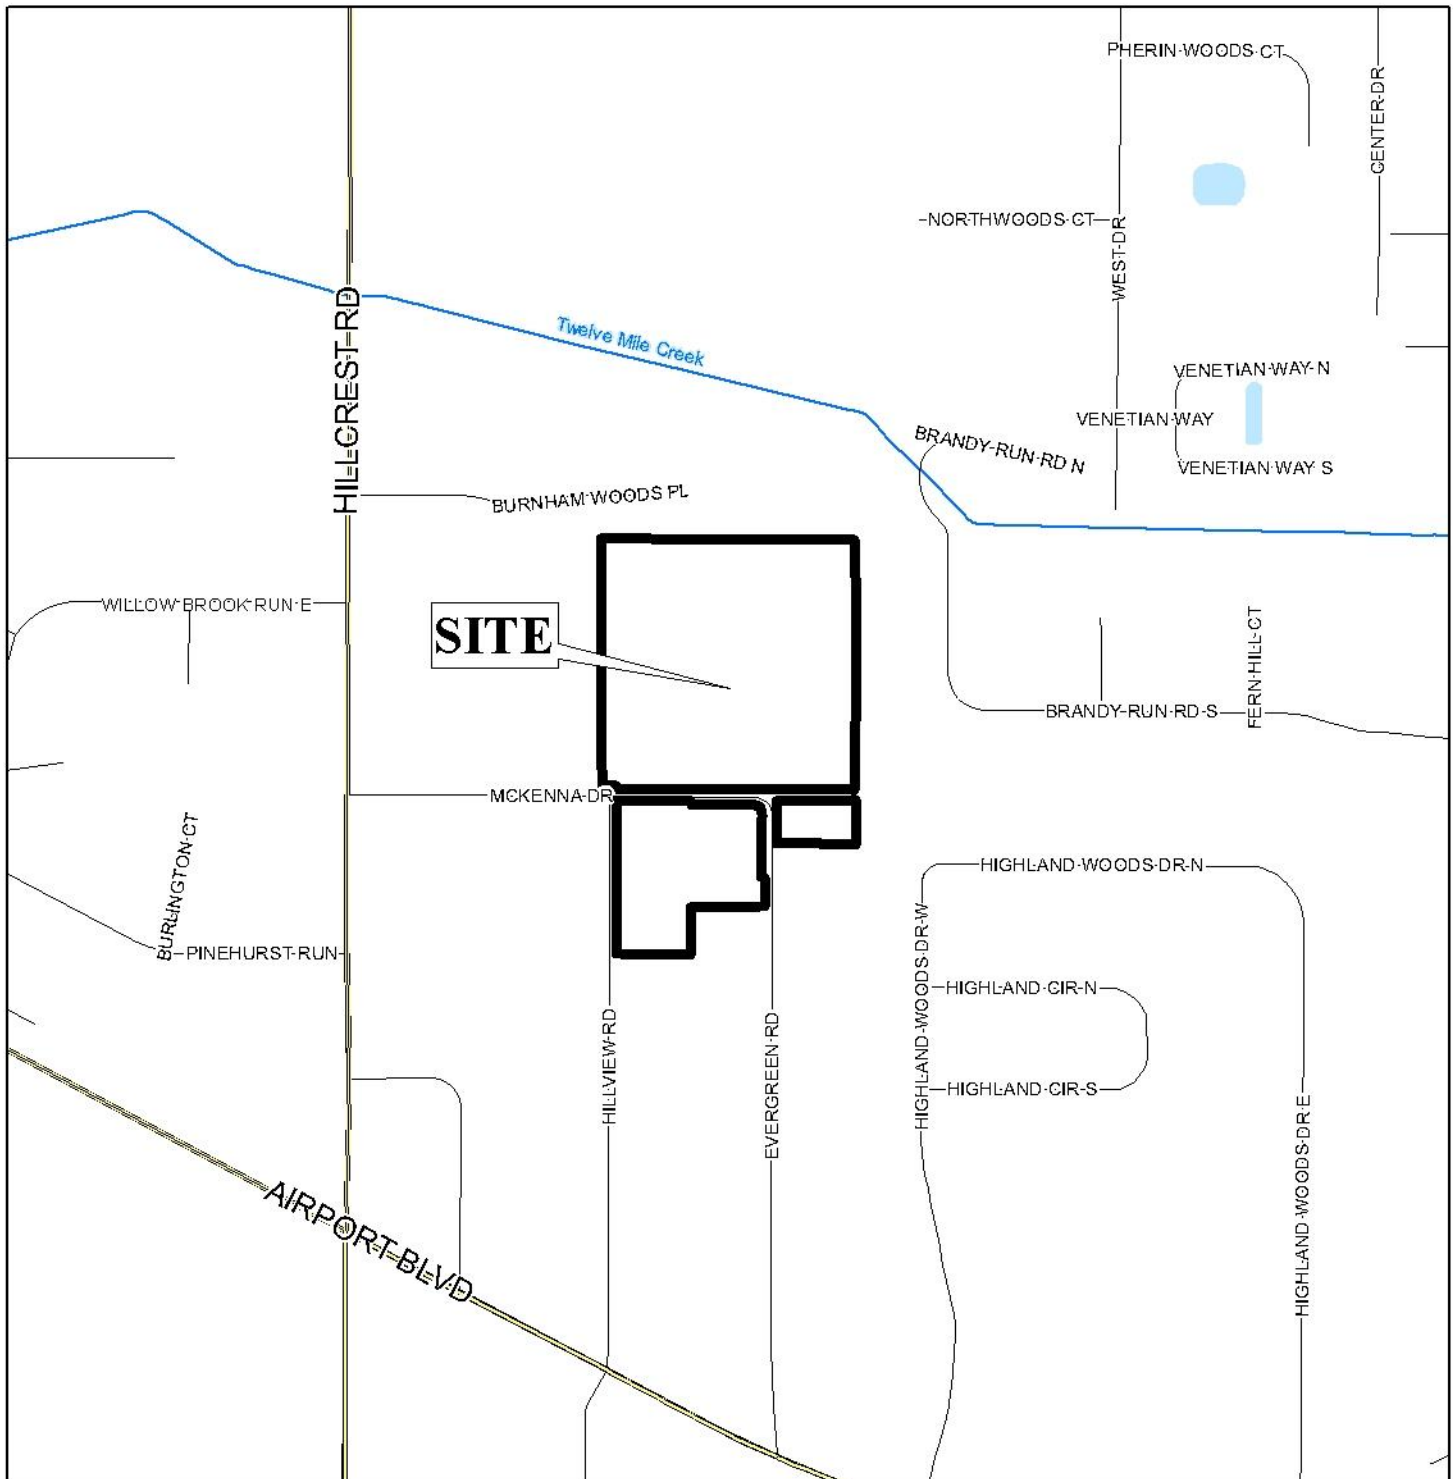 PHERIN WOODS CT
CENTER DR
NORTHWOODS CT
WEST DR
HILLCREST RD
Twelve Mile Creek
VENETIAN WAY N
VENETIAN WAY
BRANDY RUN RD N
VENETIAN WAY S
BURNHAM WOODS PL
WILLOW BROOK RUN E
SITE
FERN HILL CT
BRANDY RUN RD S
MCKENNA DR
BURLINGTON CT
HIGHLAND WOODS DR N
PINEHURST RUN
HIGHLAND WOODS DR W
HIGHLAND CIR N
HILLVIEW RD
EVERGREEN RD
HIGHLAND CIR S
HIGHLAND WOODS DR E
AIRPORT BLVD